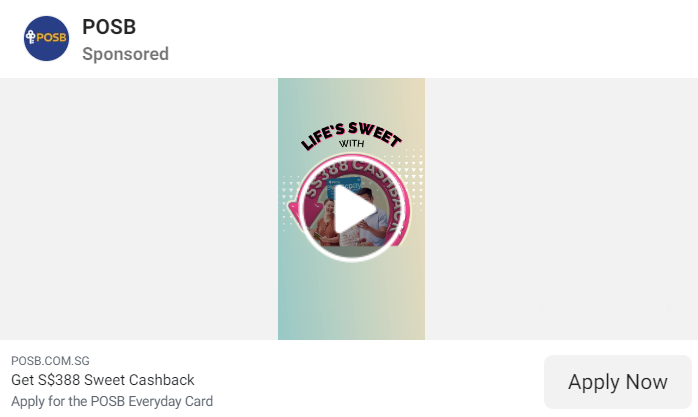 POSB
POSB
Sponsored
LIFE'S SWEET
WITH
S$388 CASHBACK
POSB.COM.SG
Get S$388 Sweet Cashback
Apply for the POSB Everyday Card
Apply Now